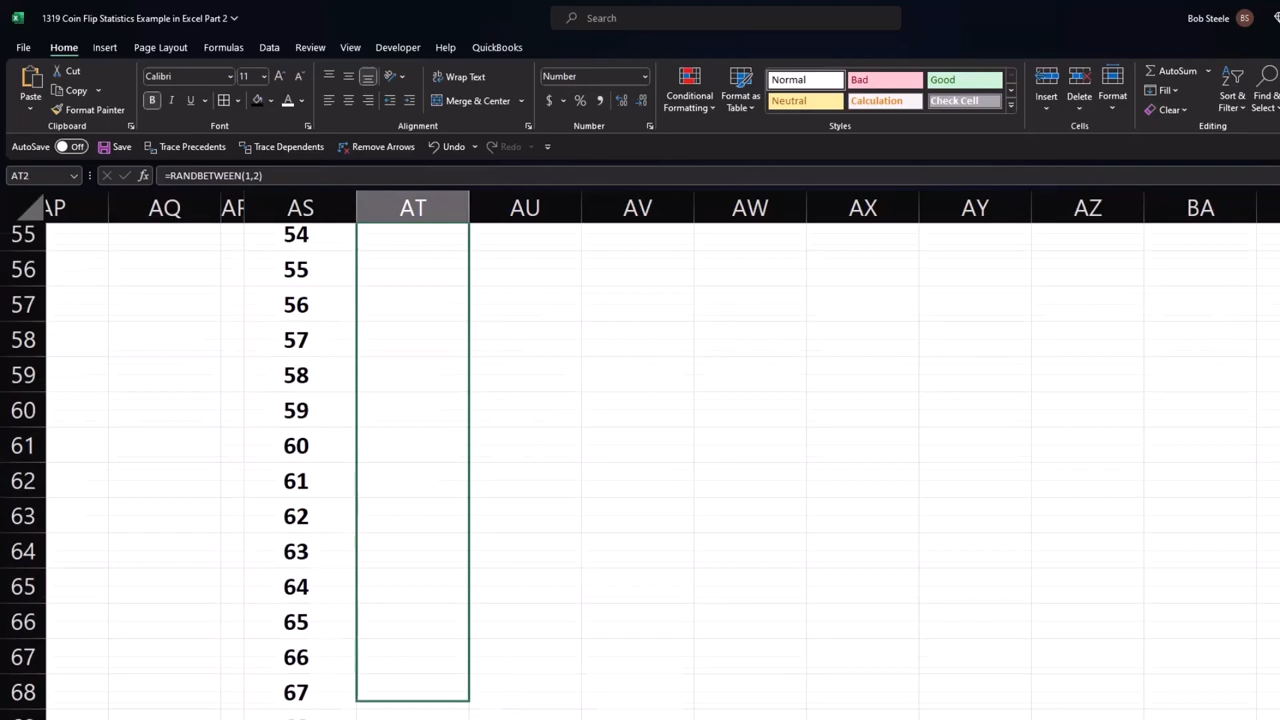 1319 Coin Flip Statistics Example in Excel Part 2
Search
Bob Steele BS
File Home Insert Page Layout Formulas Data Review View Developer Help QuickBooks
Paste
Cut
Copy
Format Painter
Clipboard
Calibri 11
B I U
Font
Wrap Text
Merge & Center
Alignment
Number
$ % 9
Number
Conditional Formatting
Format as Table
Normal Bad Good
Neutral Calculation Check Cell
Styles
Insert Delete Format
Cells
AutoSum
Fill
Clear
Sort & Filter
Find & Select
Editing
AutoSave Off Save Trace Precedents Trace Dependents Remove Arrows Undo Redo
AT2 fx =RANDBETWEEN(1,2)
AQ AS AT AU AV AW AX AY AZ BA
55 54
56 55
57 56
58 57
59 58
60 59
61 60
62 61
63 62
64 63
65 64
66 65
67 66
68 67